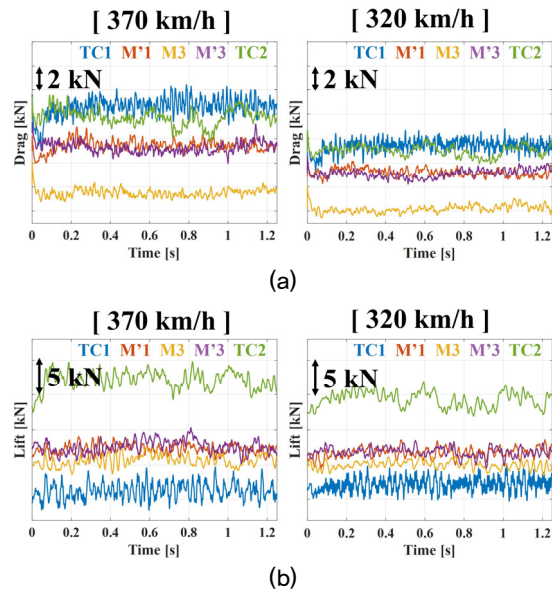 [ 370 km/h ]
[ 320 km/h ]
TC1 M'1 M3 M'3 TC2
2 kN
Drag [kN]
0 0.2 0.4 0.6 0.8 1 1.2
Time [s]
TC1 M'1 M3 M'3 TC2
2 kN
Drag [kN]
0 0.2 0.4 0.6 0.8 1 1.2
Time [s]
(a)
[ 370 km/h ]
[ 320 km/h ]
TC1 M'1 M3 M'3 TC2
5 kN
Lift [kN]
0 0.2 0.4 0.6 0.8 1 1.2
Time [s]
TC1 M'1 M3 M'3 TC2
5 kN
Lift [kN]
0 0.2 0.4 0.6 0.8 1 1.2
Time [s]
(b)